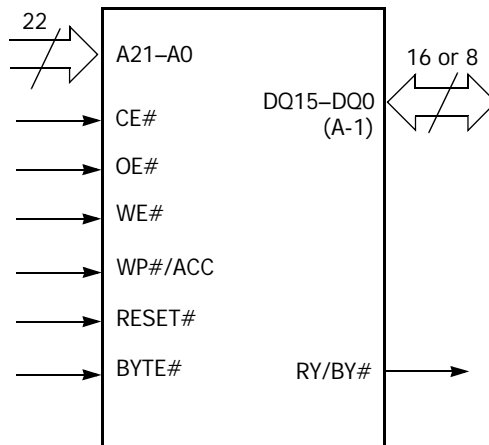 22
A21–A0
16 or 8
DQ15–DQ0
(A-1)
CE#
OE#
WE#
WP#/ACC
RESET#
BYTE#
RY/BY#